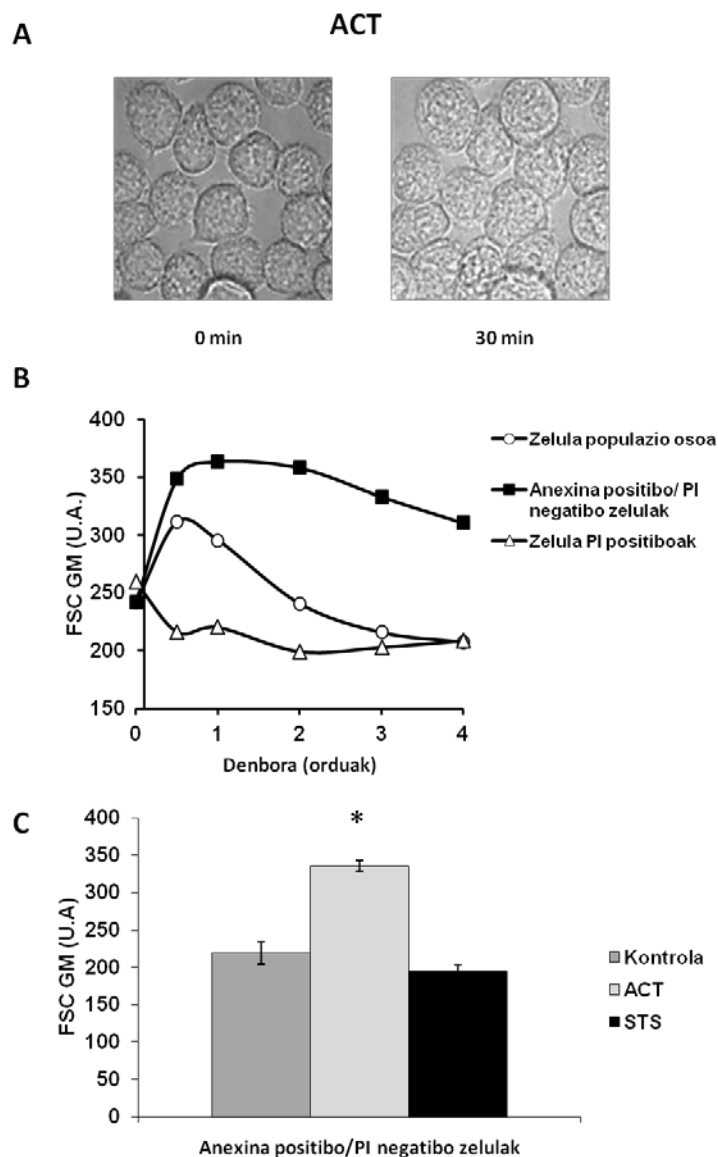 A
ACT
0 min
30 min
B
400
350
300
250
200
150
FSC GM (U.A.)
0
1
2
3
4
Denbora (orduak)
Zelula populazio osoa
Anexina positibo/ PI
negatibo zelulak
Zelula PI positiboak
C
400
350
300
250
200
150
100
50
0
FSC GM (U.A)
*
Kontrola
ACT
STS
Anexina positibo/PI negatibo zelulak